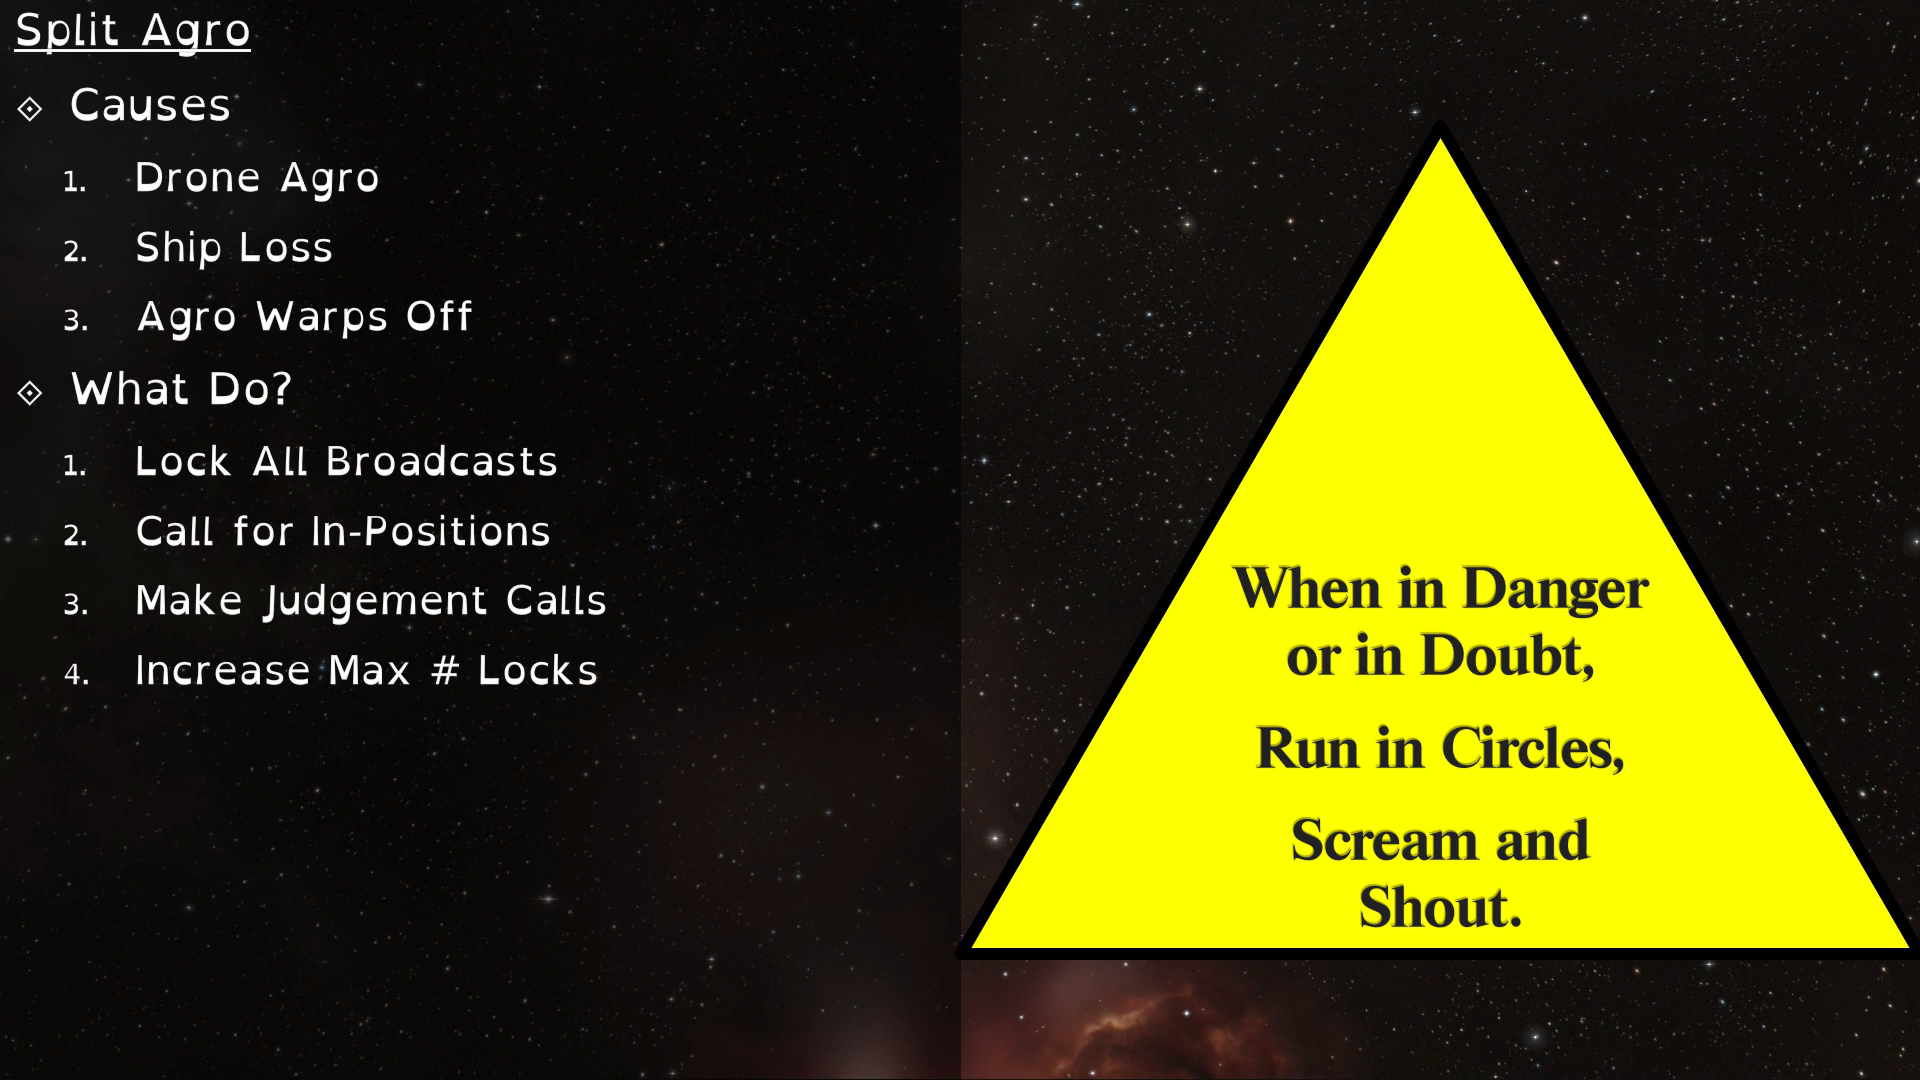 Split Agro
Causes
1. Drone Agro
2. Ship Loss
3. Agro Warps Off
What Do?
1. Lock All Broadcasts
2. Call for In-Positions
3. Make Judgement Calls
4. Increase Max # Locks
When in Danger
or in Doubt,
Run in Circles,
Scream and
Shout.